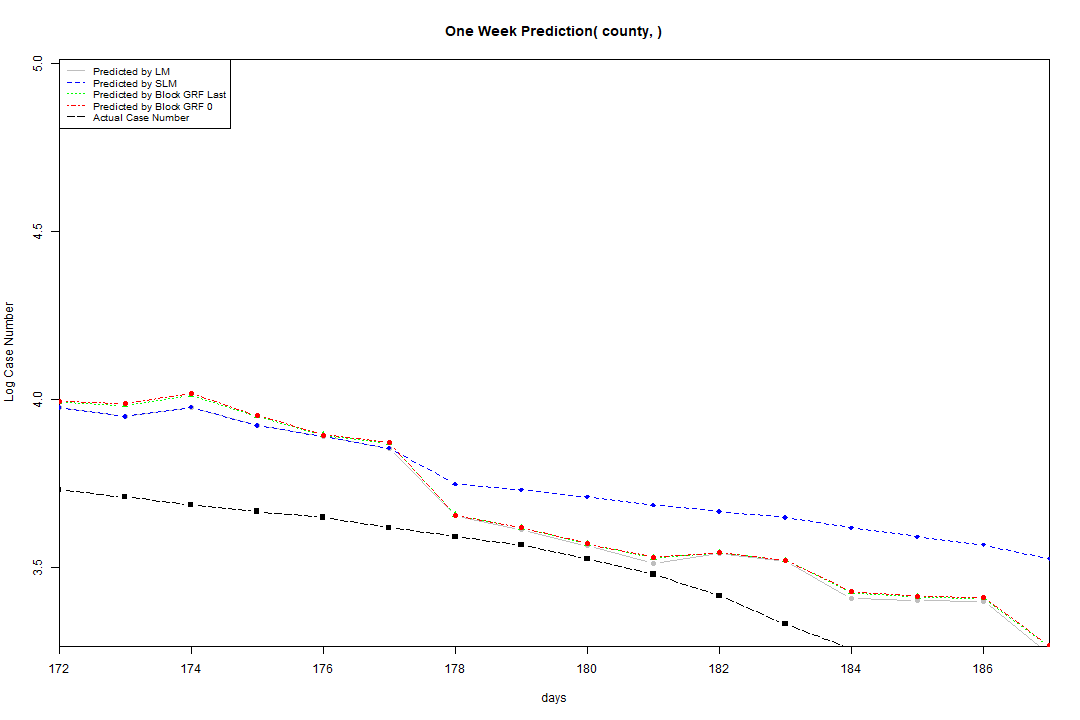 One Week Prediction( county, )
Predicted by LM
Predicted by SLM
Predicted by Block GRF Last
Predicted by Block GRF 0
Actual Case Number
5.0
4.5
4.0
3.5
Log Case Number
172 174 176 178 180 182 184 186
days